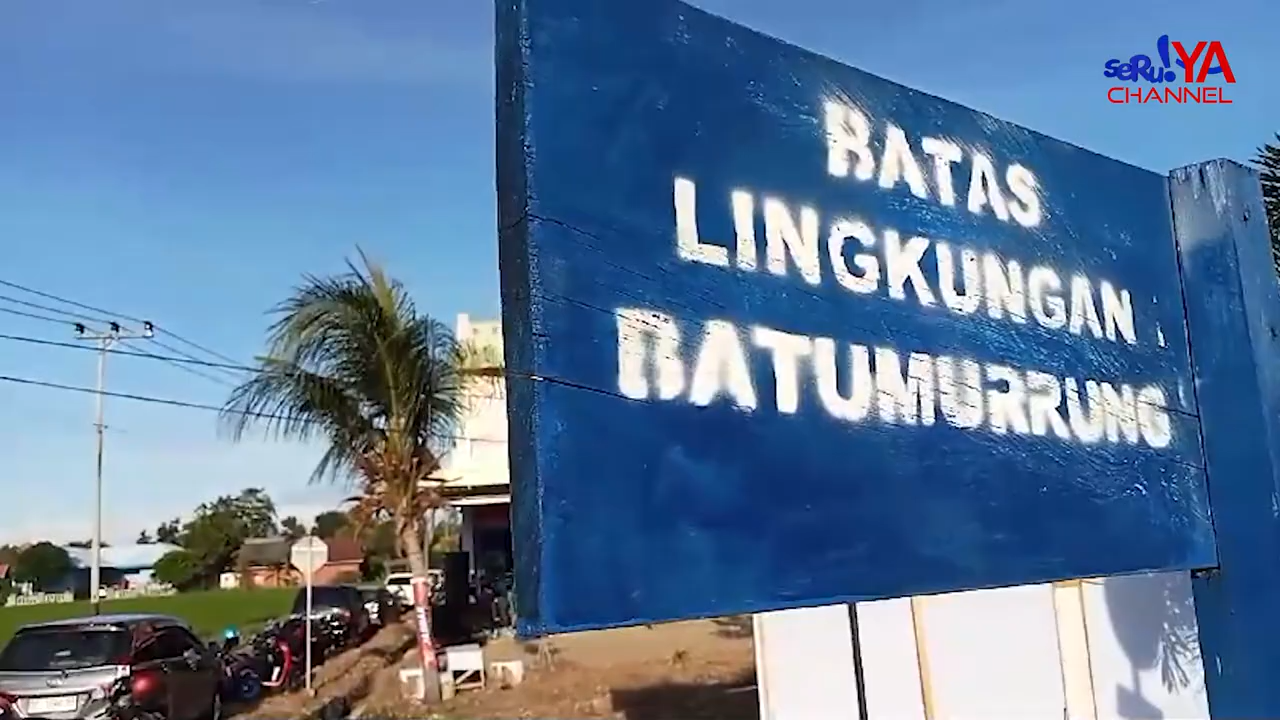 seRu!YA
CHANNEL
BATAS
LINGKUNGAN
BATUMURRUNG